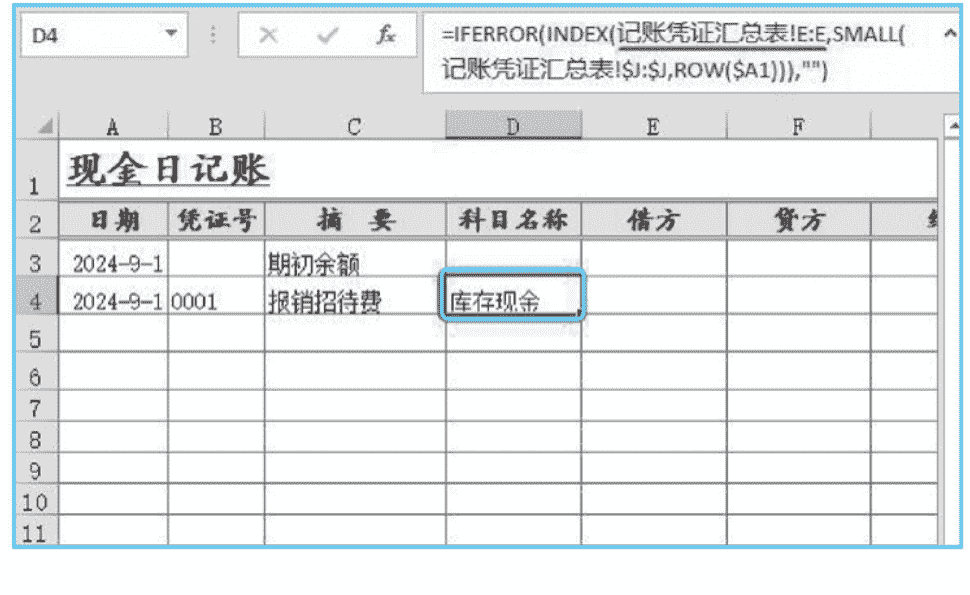 D4
fx
=IFERROR(INDEX(记账凭证汇总表!E:E,SMALL(
记账凭证汇总表!$J:$J,ROW($A1))),"")
A B C D E F
1 现金日记账
2 日期 凭证号 摘 要 科目名称 借方 贷方
3 2024-9-1 期初余额
4 2024-9-1 0001 报销招待费 库存现金
5
6
7
8
9
10
11